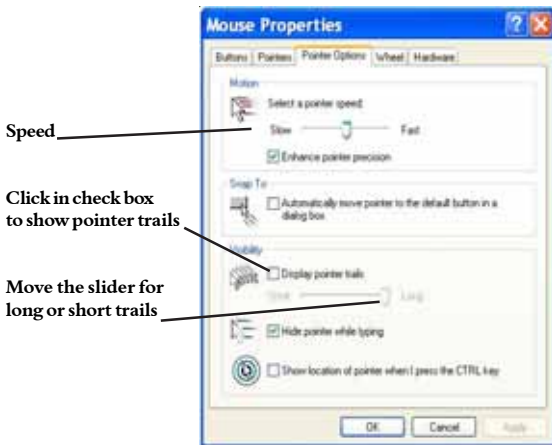 Mouse Properties
Buttons Pointers Pointer Options Wheel Hardware
Motion
Select a pointer speed:
Speed
Slow Fast
Enhance pointer precision
Snap To
Automatically move pointer to the default button in a
dialog box
Click in check box
to show pointer trails
Visibility
Display pointer trails
Move the slider for
long or short trails
Short Long
Hide pointer while typing
Show location of pointer when I press the CTRL key
OK Cancel Apply